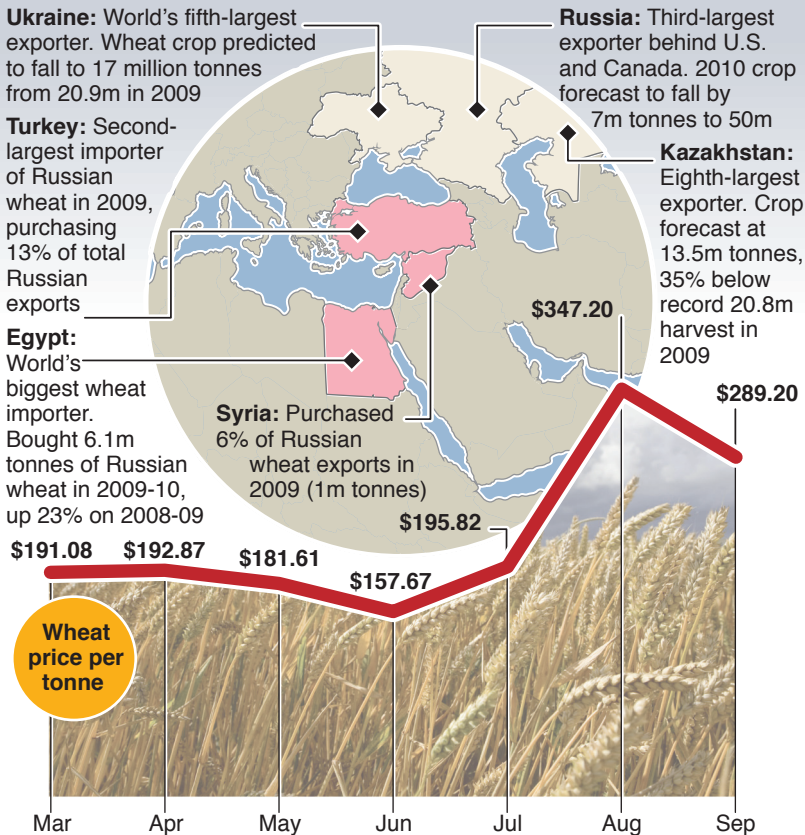 Ukraine: World's fifth-largest
exporter. Wheat crop predicted
to fall to 17 million tonnes
from 20.9m in 2009
Russia: Third-largest
exporter behind U.S.
and Canada. 2010 crop
forecast to fall by
7m tonnes to 50m
Turkey: Second-
largest importer
of Russian
wheat in 2009,
purchasing
13% of total
Russian
exports
Kazakhstan:
Eighth-largest
exporter. Crop
forecast at
13.5m tonnes,
35% below
record 20.8m
harvest in
2009
Egypt:
World's
biggest wheat
importer.
Bought 6.1m
tonnes of Russian
wheat in 2009-10,
up 23% on 2008-09
Syria: Purchased
6% of Russian
wheat exports in
2009 (1m tonnes)
$191.08
$192.87
$181.61
$157.67
$195.82
$347.20
$289.20
Wheat
price per
tonne
Mar
Apr
May
Jun
Jul
Aug
Sep